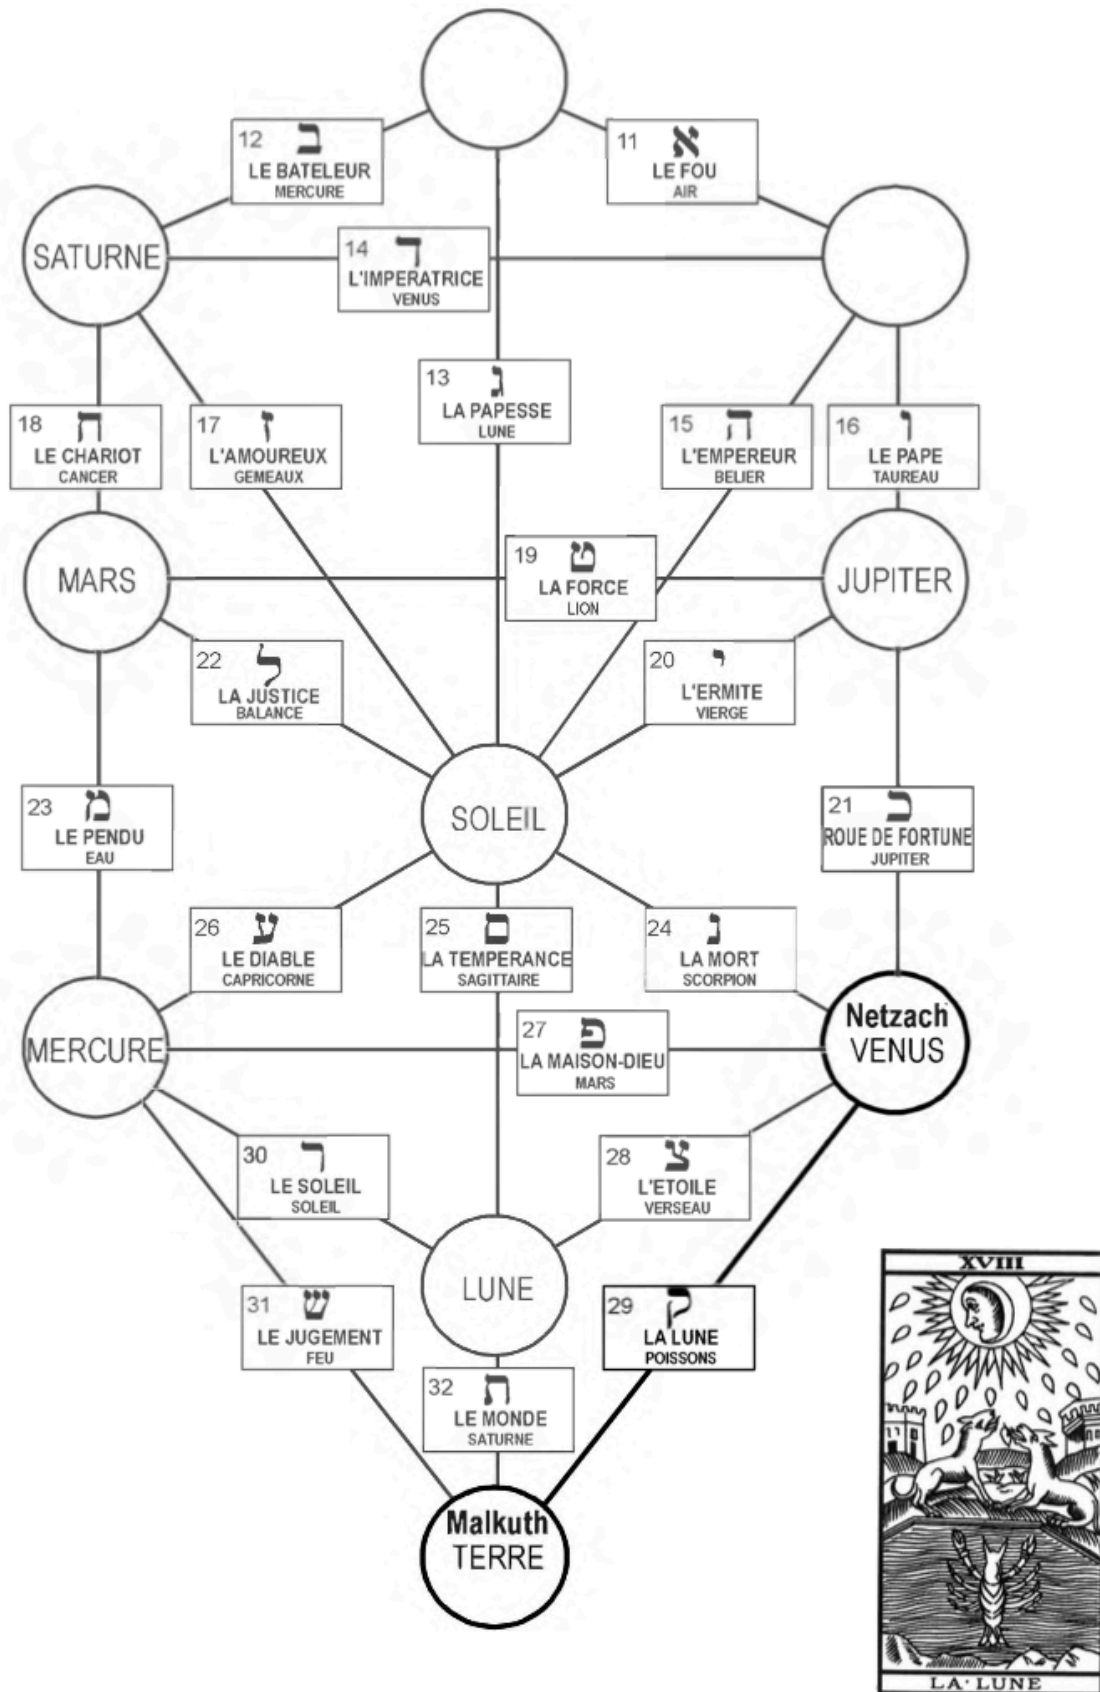 12
ב
LE BATELEUR
MERCURE
11
א
LE FOU
AIR
SATURNE
14
ד
L'IMPERATRICE
VENUS
13
ג
LA PAPESSE
LUNE
18
ח
LE CHARIOT
CANCER
17
ז
L'AMOUREUX
GEMEAUX
15
ה
L'EMPEREUR
BELIER
16
ו
LE PAPE
TAUREAU
MARS
19
ט
LA FORCE
LION
JUPITER
22
ל
LA JUSTICE
BALANCE
20
י
L'ERMITE
VIERGE
SOLEIL
23
מ
LE PENDU
EAU
21
כ
ROUE DE FORTUNE
JUPITER
26
ע
LE DIABLE
CAPRICORNE
25
ס
LA TEMPERANCE
SAGITTAIRE
24
נ
LA MORT
SCORPION
MERCURE
27
פ
LA MAISON-DIEU
MARS
Netzach
VENUS
30
ר
LE SOLEIL
SOLEIL
28
צ
L'ETOILE
VERSEAU
LUNE
31
ש
LE JUGEMENT
FEU
29
ק
LA LUNE
POISSONS
32
ת
LE MONDE
SATURNE
Malkuth
TERRE
XVIII
LA·LUNE